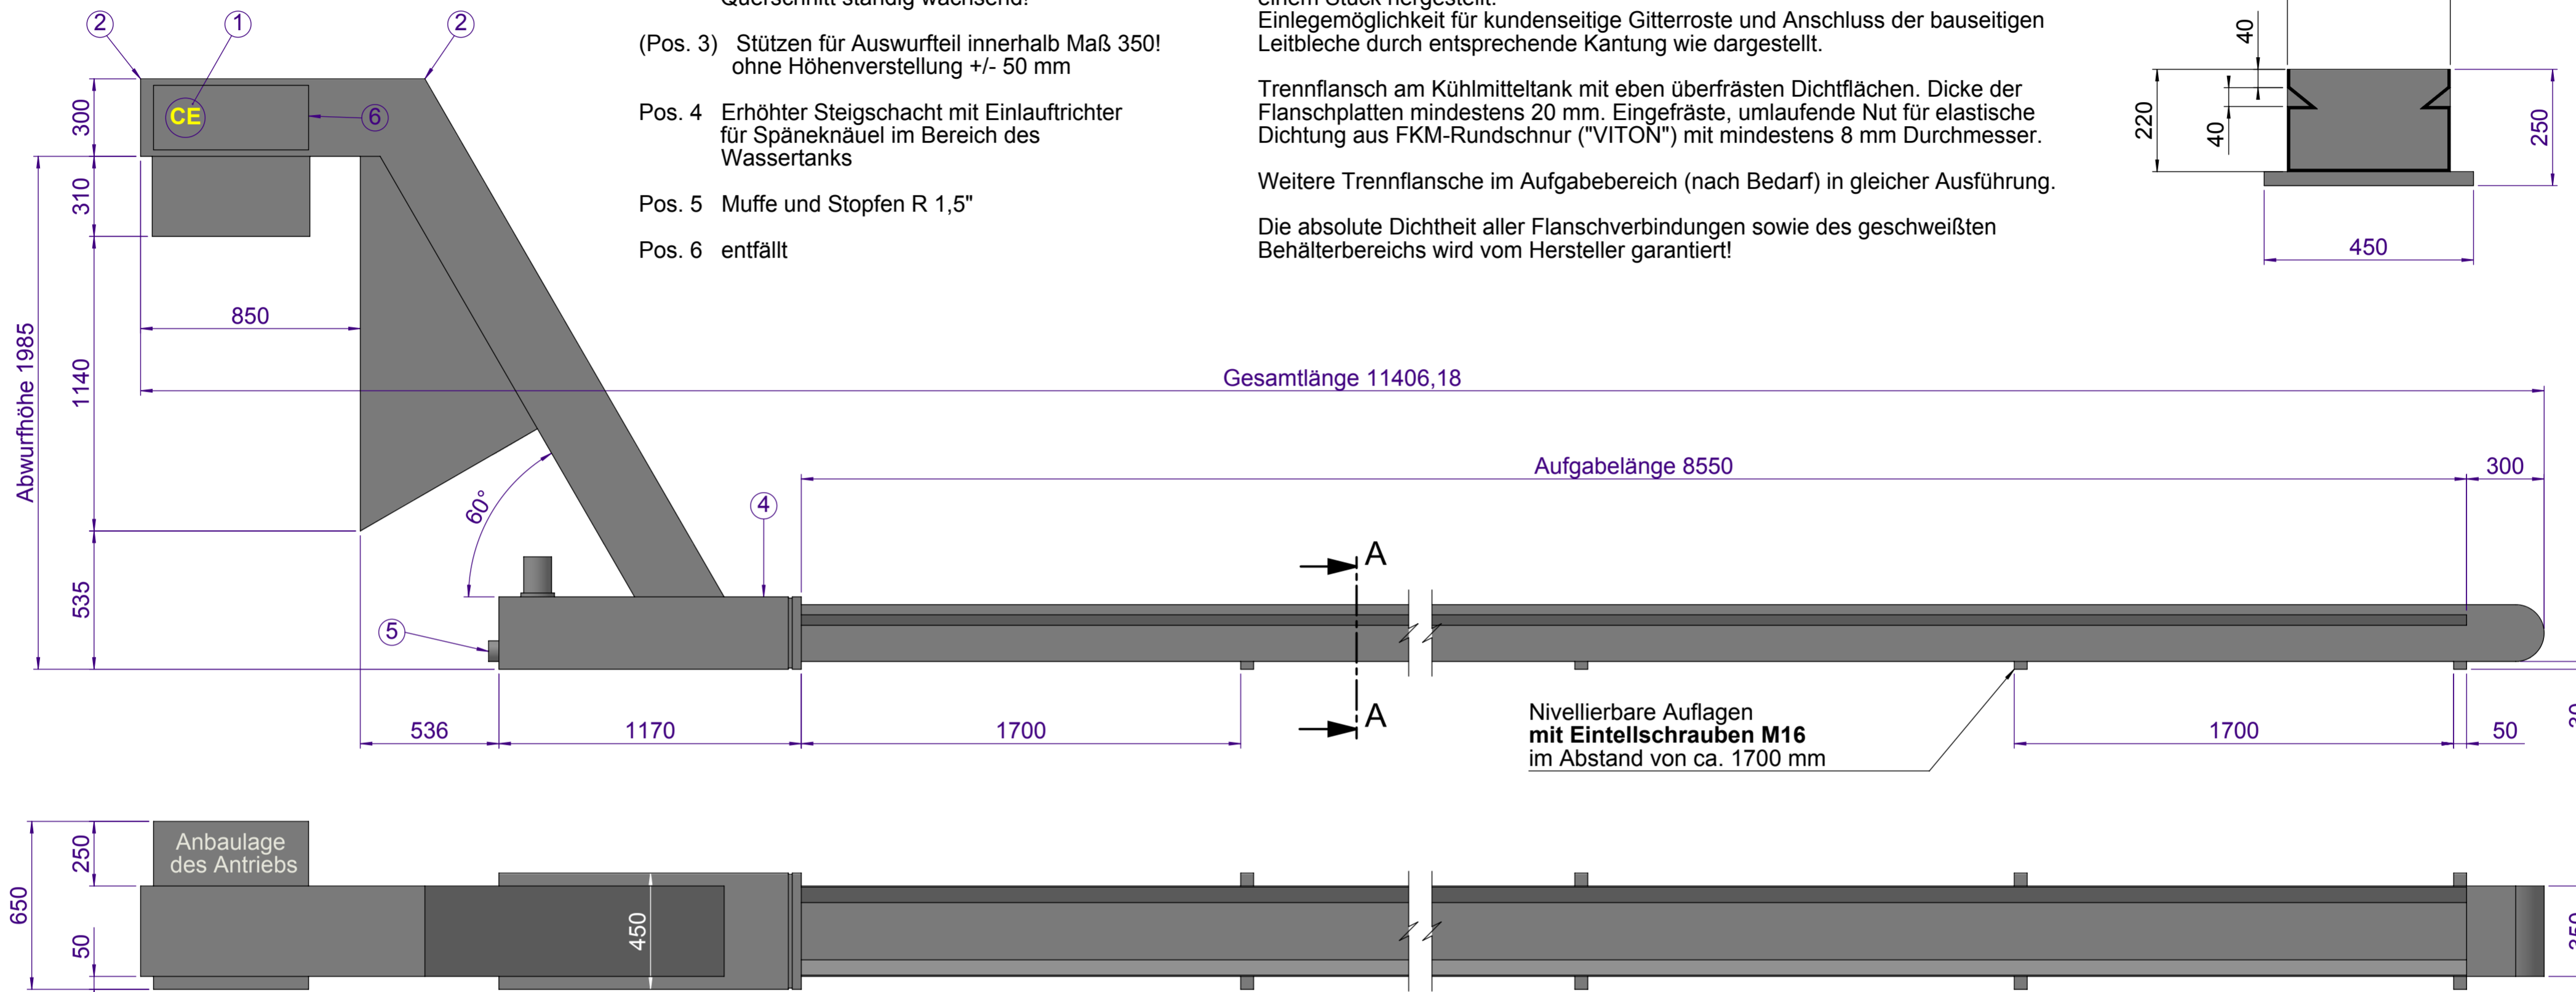 Querschnitt ständig wachsend!
(Pos. 3) Stützen für Auswurfteil innerhalb Maß 350!
ohne Höhenverstellung +/- 50 mm
Pos. 4 Erhöhter Steigschacht mit Einlauftrichter
für Späneknäuel im Bereich des
Wassertanks
Pos. 5 Muffe und Stopfen R 1,5"
Pos. 6 entfällt
einem Stück hergestellt.
Einlegemöglichkeit für kundenseitige Gitterroste und Anschluss der bauseitigen
Leitbleche durch entsprechende Kantung wie dargestellt.
Trennflansch am Kühlmitteltank mit eben überfrästen Dichtflächen. Dicke der
Flanschplatten mindestens 20 mm. Eingefräste, umlaufende Nut für elastische
Dichtung aus FKM-Rundschnur ("VITON") mit mindestens 8 mm Durchmesser.
Weitere Trennflansche im Aufgabebereich (nach Bedarf) in gleicher Ausführung.
Die absolute Dichtheit aller Flanschverbindungen sowie des geschweißten
Behälterbereichs wird vom Hersteller garantiert!
40
220
40
250
450
2
1
2
CE
6
300
310
850
1140
Abwurfhöhe 1985
535
Gesamtlänge 11406,18
Aufgabelänge 8550
300
60°
4
5
A
A
536
1170
1700
Nivellierbare Auflagen
mit Eintellschrauben M16
im Abstand von ca. 1700 mm
1700
50
30
Anbaulage
des Antriebs
250
650
50
450
350